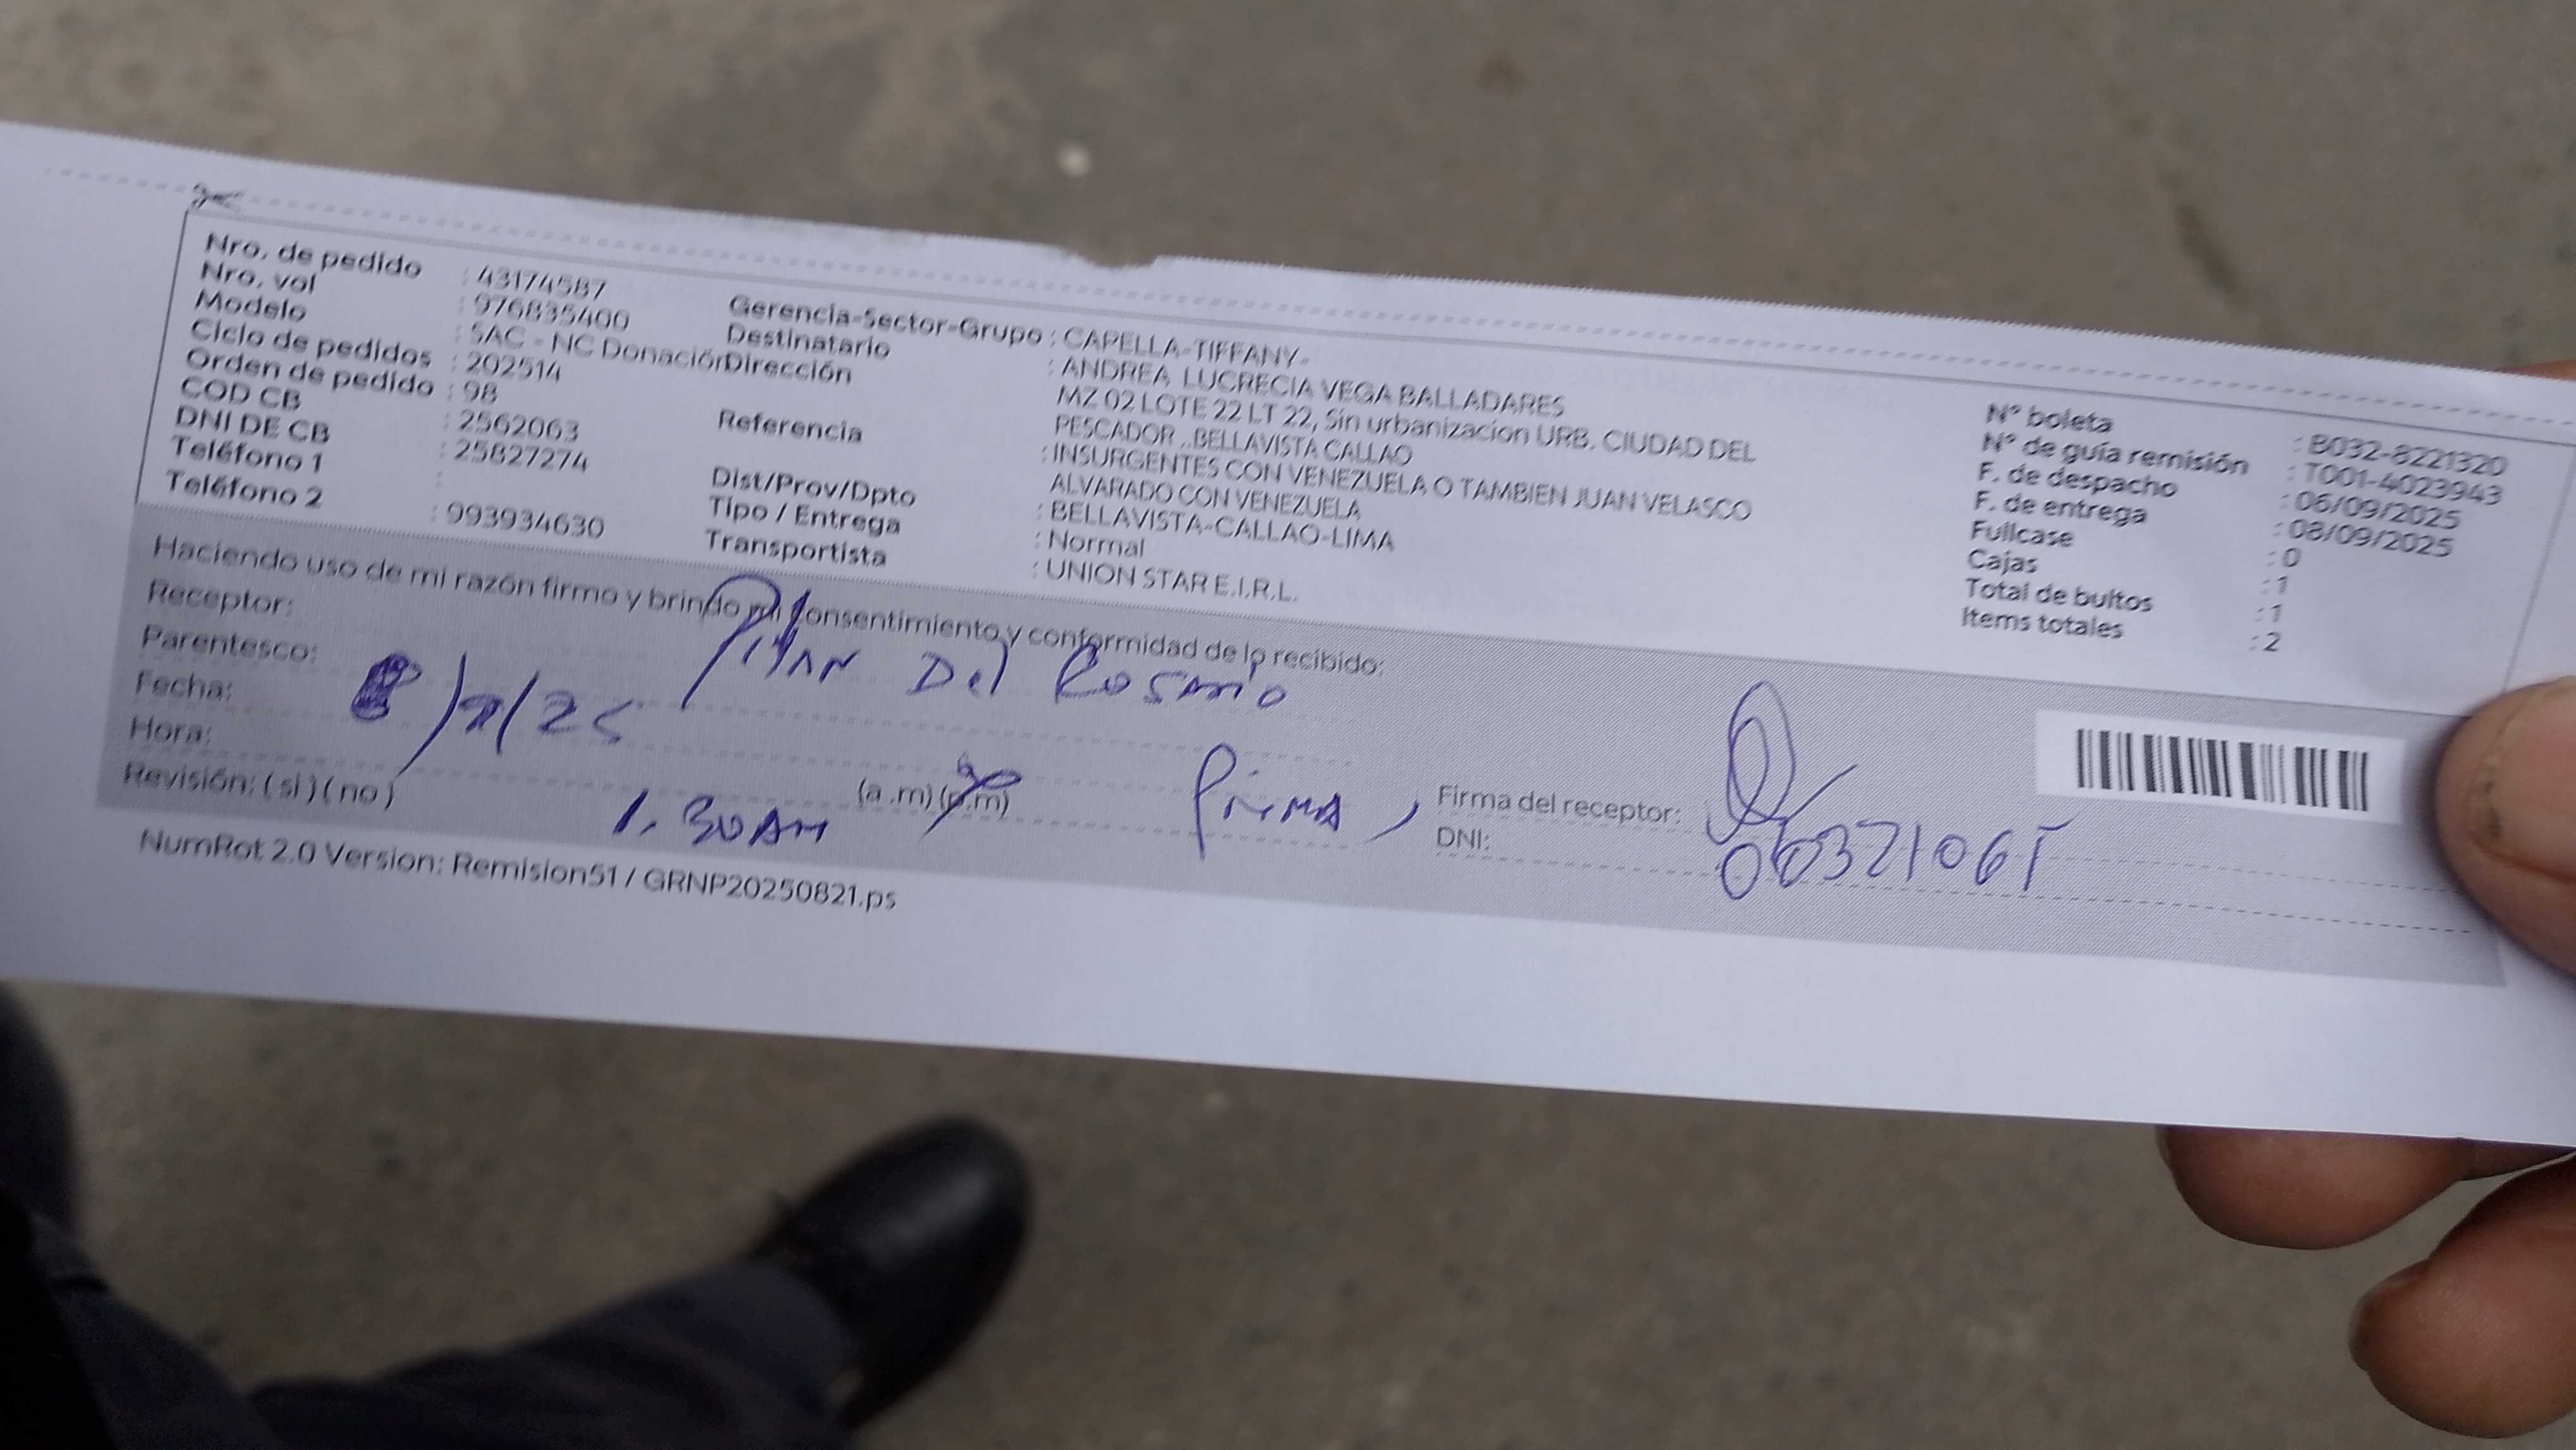 Nro. de pedido : 43174587
Nro. vol : 976835400
Modelo : SAC - NC Donación
Ciclo de pedidos : 202514
Orden de pedido : 98
COD CB : 2562063
DNI DE CB : 25827274
Teléfono 1 :
Teléfono 2 : 993934630
Gerencia-Sector-Grupo : CAPELLA-TIFFANY-
Destinatario : ANDREA LUCRECIA VEGA BALLADARES
Dirección MZ 02 LOTE 22 LT 22, Sin urbanizacion URB. CIUDAD DEL
PESCADOR ..BELLAVISTA CALLAO
Referencia : INSURGENTES CON VENEZUELA O TAMBIEN JUAN VELASCO
ALVARADO CON VENEZUELA
Dist/Prov/Dpto : BELLAVISTA-CALLAO-LIMA
Tipo / Entrega : Normal
Transportista : UNION STAR E.I.R.L.
N° boleta : B032-8221320
N° de guía remisión : T001-4023943
F. de despacho : 06/09/2025
F. de entrega : 08/09/2025
Fullcase : 0
Cajas : 1
Total de bultos : 1
Items totales : 2
Haciendo uso de mi razón firmo y brindo mi consentimiento y conformidad de lo recibido:
Receptor: Pilar Del Rosario
Parentesco:
Fecha: 8/9/25
Hora: 1.30 AM (a.m) (p.m)
Revisión: ( si ) ( no )
Firma del receptor:
DNI:
NumRot 2.0 Version: Remision51 / GRNP20250821.ps